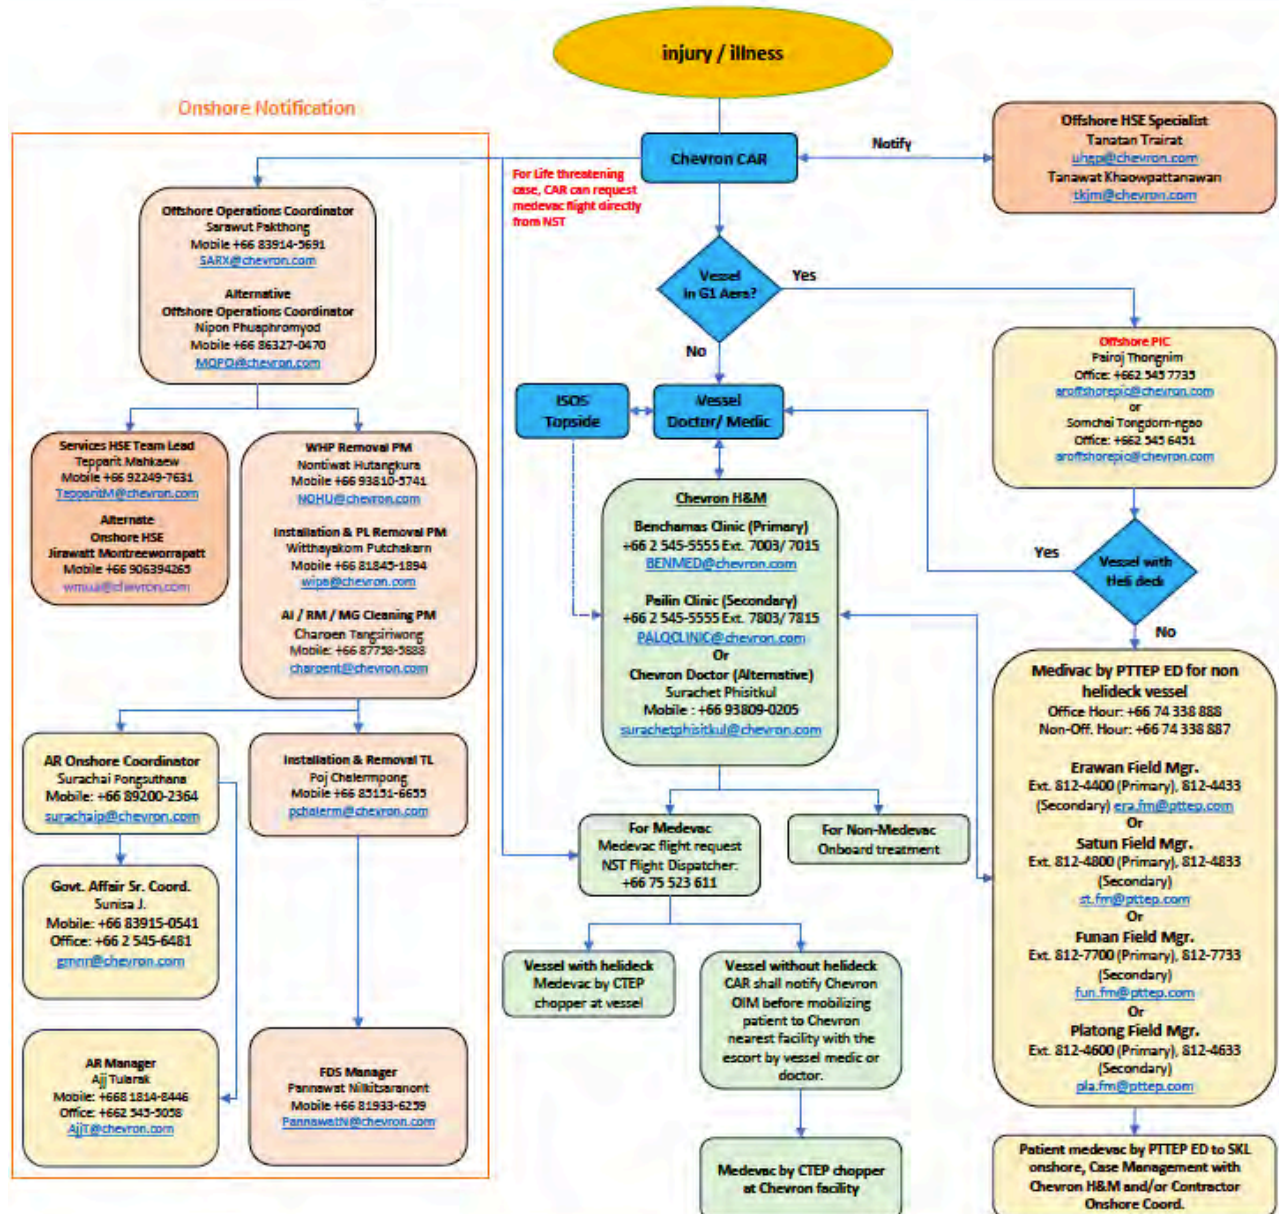 injury / illness
Onshore Notification
Chevron CAR
Notify
Offshore HSE Specialist
Tanatan Trairat
uhgp@chevron.com
Tanawat Khaowpattanawan
tkjm@chevron.com
For Life threatening
case, CAR can request
medevac flight directly
from NST
Offshore Operations Coordinator
Sarawut Pakthong
Mobile +66 83914-5691
SARX@chevron.com
Alternative
Offshore Operations Coordinator
Nipon Phuaphromyod
Mobile +66 86327-0470
MQPO@chevron.com
Vessel
in G1 Aera?
Yes
No
Offshore PIC
Pairoj Thongnim
Office: +662 545 7735
aroffshorepic@chevron.com
or
Somchai Tongdorn-ngao
Office: +662 545 6451
aroffshorepic@chevron.com
ISOS
Topside
Vessel
Doctor/ Medic
Services HSE Team Lead
Tepparit Mahkaew
Mobile +66 92249-7631
TepparitM@chevron.com
Alternate
Onshore HSE
Jirawatt Montreeworrapatt
Mobile +66 906394265
wmua@chevron.com
WHP Removal PM
Nontiwat Hutangkura
Mobile +66 93810-5741
NOHU@chevron.com
Installation & PL Removal PM
Witthayakom Putchakarn
Mobile +66 81845-1894
wipa@chevron.com
AI / RM / MG Cleaning PM
Charoen Tangsiriwong
Mobile: +66 87758-5888
charoent@chevron.com
Chevron H&M
Benchamas Clinic (Primary)
+66 2 545-5555 Ext. 7003/ 7015
BENMED@chevron.com
Pailin Clinic (Secondary)
+66 2 545-5555 Ext. 7803/ 7815
PALQCLINIC@chevron.com
Or
Chevron Doctor (Alternative)
Surachet Phisitkul
Mobile : +66 93809-0205
surachetphisitkul@chevron.com
Yes
Vessel with
Heli deck
No
Medivac by PTTEP ED for non
helideck vessel
Office Hour: +66 74 338 888
Non-Off. Hour: +66 74 338 887
Erawan Field Mgr.
Ext. 812-4400 (Primary), 812-4433
(Secondary) era.fm@pttep.com
Or
Satun Field Mgr.
Ext. 812-4800 (Primary), 812-4833
(Secondary)
st.fm@pttep.com
Or
Funan Field Mgr.
Ext. 812-7700 (Primary), 812-7733
(Secondary)
fun.fm@pttep.com
Or
Platong Field Mgr.
Ext. 812-4600 (Primary), 812-4633
(Secondary)
pla.fm@pttep.com
AR Onshore Coordinator
Surachai Pongsuthana
Mobile: +66 89200-2364
surachaip@chevron.com
Installation & Removal TL
Poj Chalermpong
Mobile +66 85151-6655
pchalerm@chevron.com
For Medevac
Medevac flight request
NST Flight Dispatcher:
+66 75 523 611
For Non-Medevac
Onboard treatment
Govt. Affair Sr. Coord.
Sunisa J.
Mobile: +66 83915-0541
Office: +66 2 545-6481
gmnr@chevron.com
Vessel with helideck
Medevac by CTEP
chopper at vessel
Vessel without helideck
CAR shall notify Chevron
OIM before mobilizing
patient to Chevron
nearest facility with the
escort by vessel medic or
doctor.
AR Manager
Ajj Tularak
Mobile: +668 1814-8446
Office: +662 545-5058
AjjT@chevron.com
FDS Manager
Pannawat Nilkitsaranont
Mobile +66 81933-6259
PannawatN@chevron.com
Medevac by CTEP chopper
at Chevron facility
Patient medevac by PTTEP ED to SKL
onshore, Case Management with
Chevron H&M and/or Contractor
Onshore Coord.